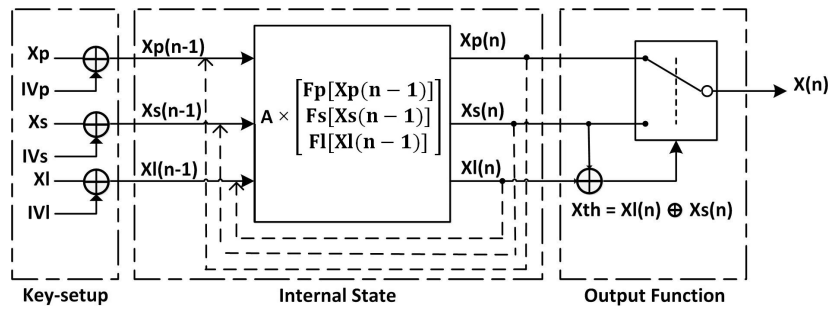 Xp
IVp
Xs
IVs
Xl
IVl
Key-setup
Xp(n-1)
Xs(n-1)
Xl(n-1)
A × [Fp[Xp(n − 1)]
Fs[Xs(n − 1)]
Fl[Xl(n − 1)]]
Xp(n)
Xs(n)
Xl(n)
Internal State
X(n)
Xth = Xl(n) ⊕ Xs(n)
Output Function